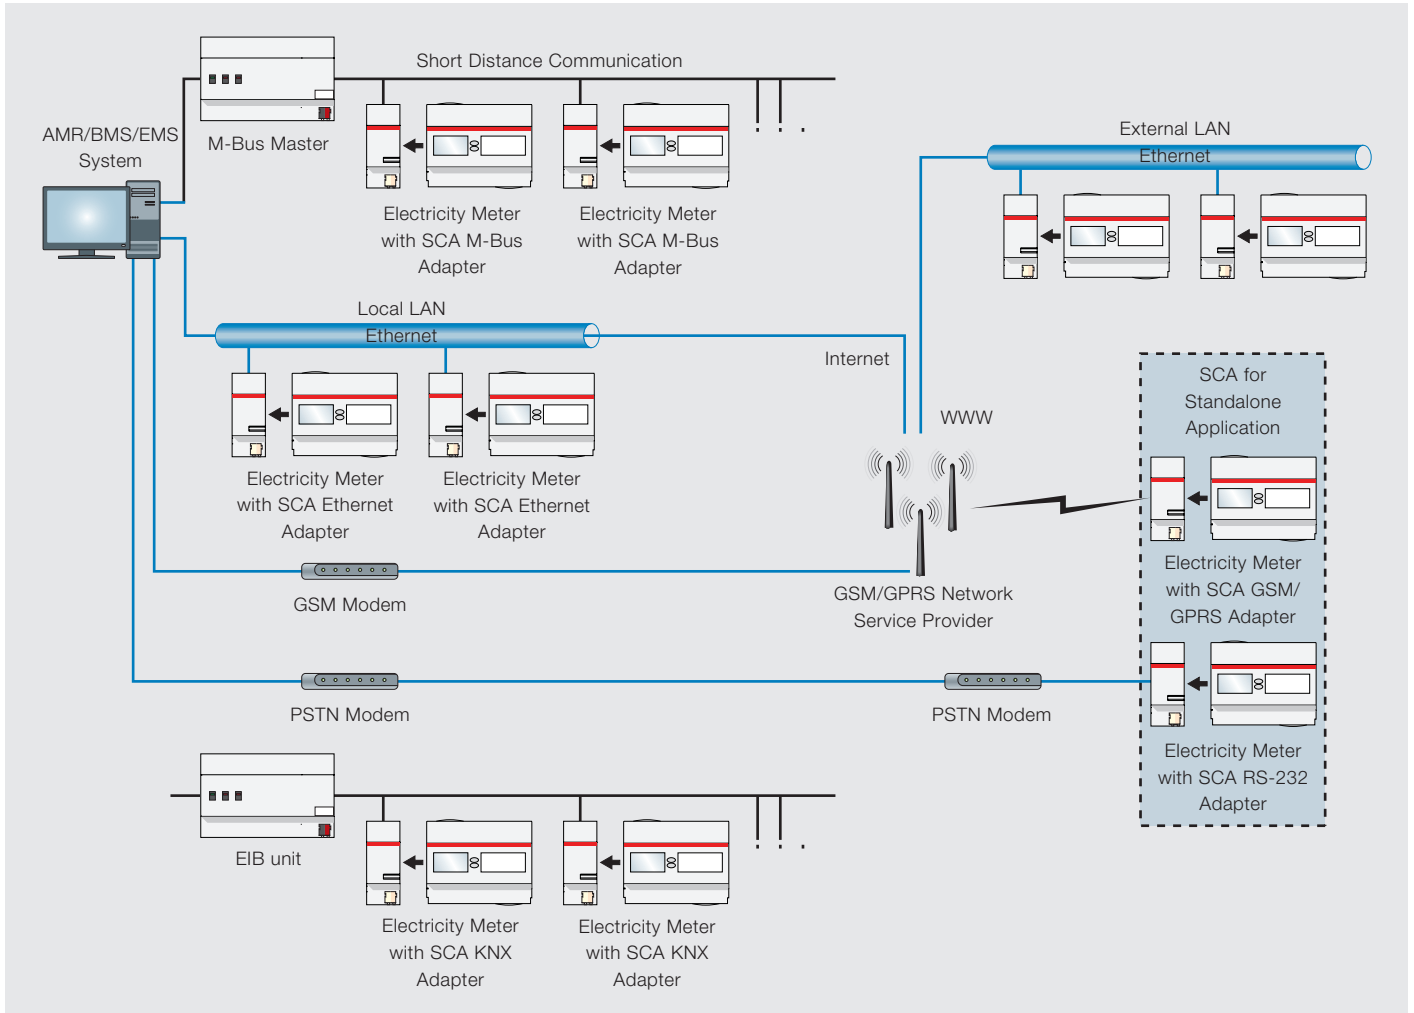 Short Distance Communication
AMR/BMS/EMS
System
M-Bus Master
Electricity Meter
with SCA M-Bus
Adapter
Electricity Meter
with SCA M-Bus
Adapter
External LAN
Ethernet
Local LAN
Ethernet
Internet
WWW
Electricity Meter
with SCA Ethernet
Adapter
Electricity Meter
with SCA Ethernet
Adapter
SCA for
Standalone
Application
Electricity Meter
with SCA GSM/
GPRS Adapter
GSM Modem
GSM/GPRS Network
Service Provider
PSTN Modem
PSTN Modem
Electricity Meter
with SCA RS-232
Adapter
EIB unit
Electricity Meter
with SCA KNX
Adapter
Electricity Meter
with SCA KNX
Adapter